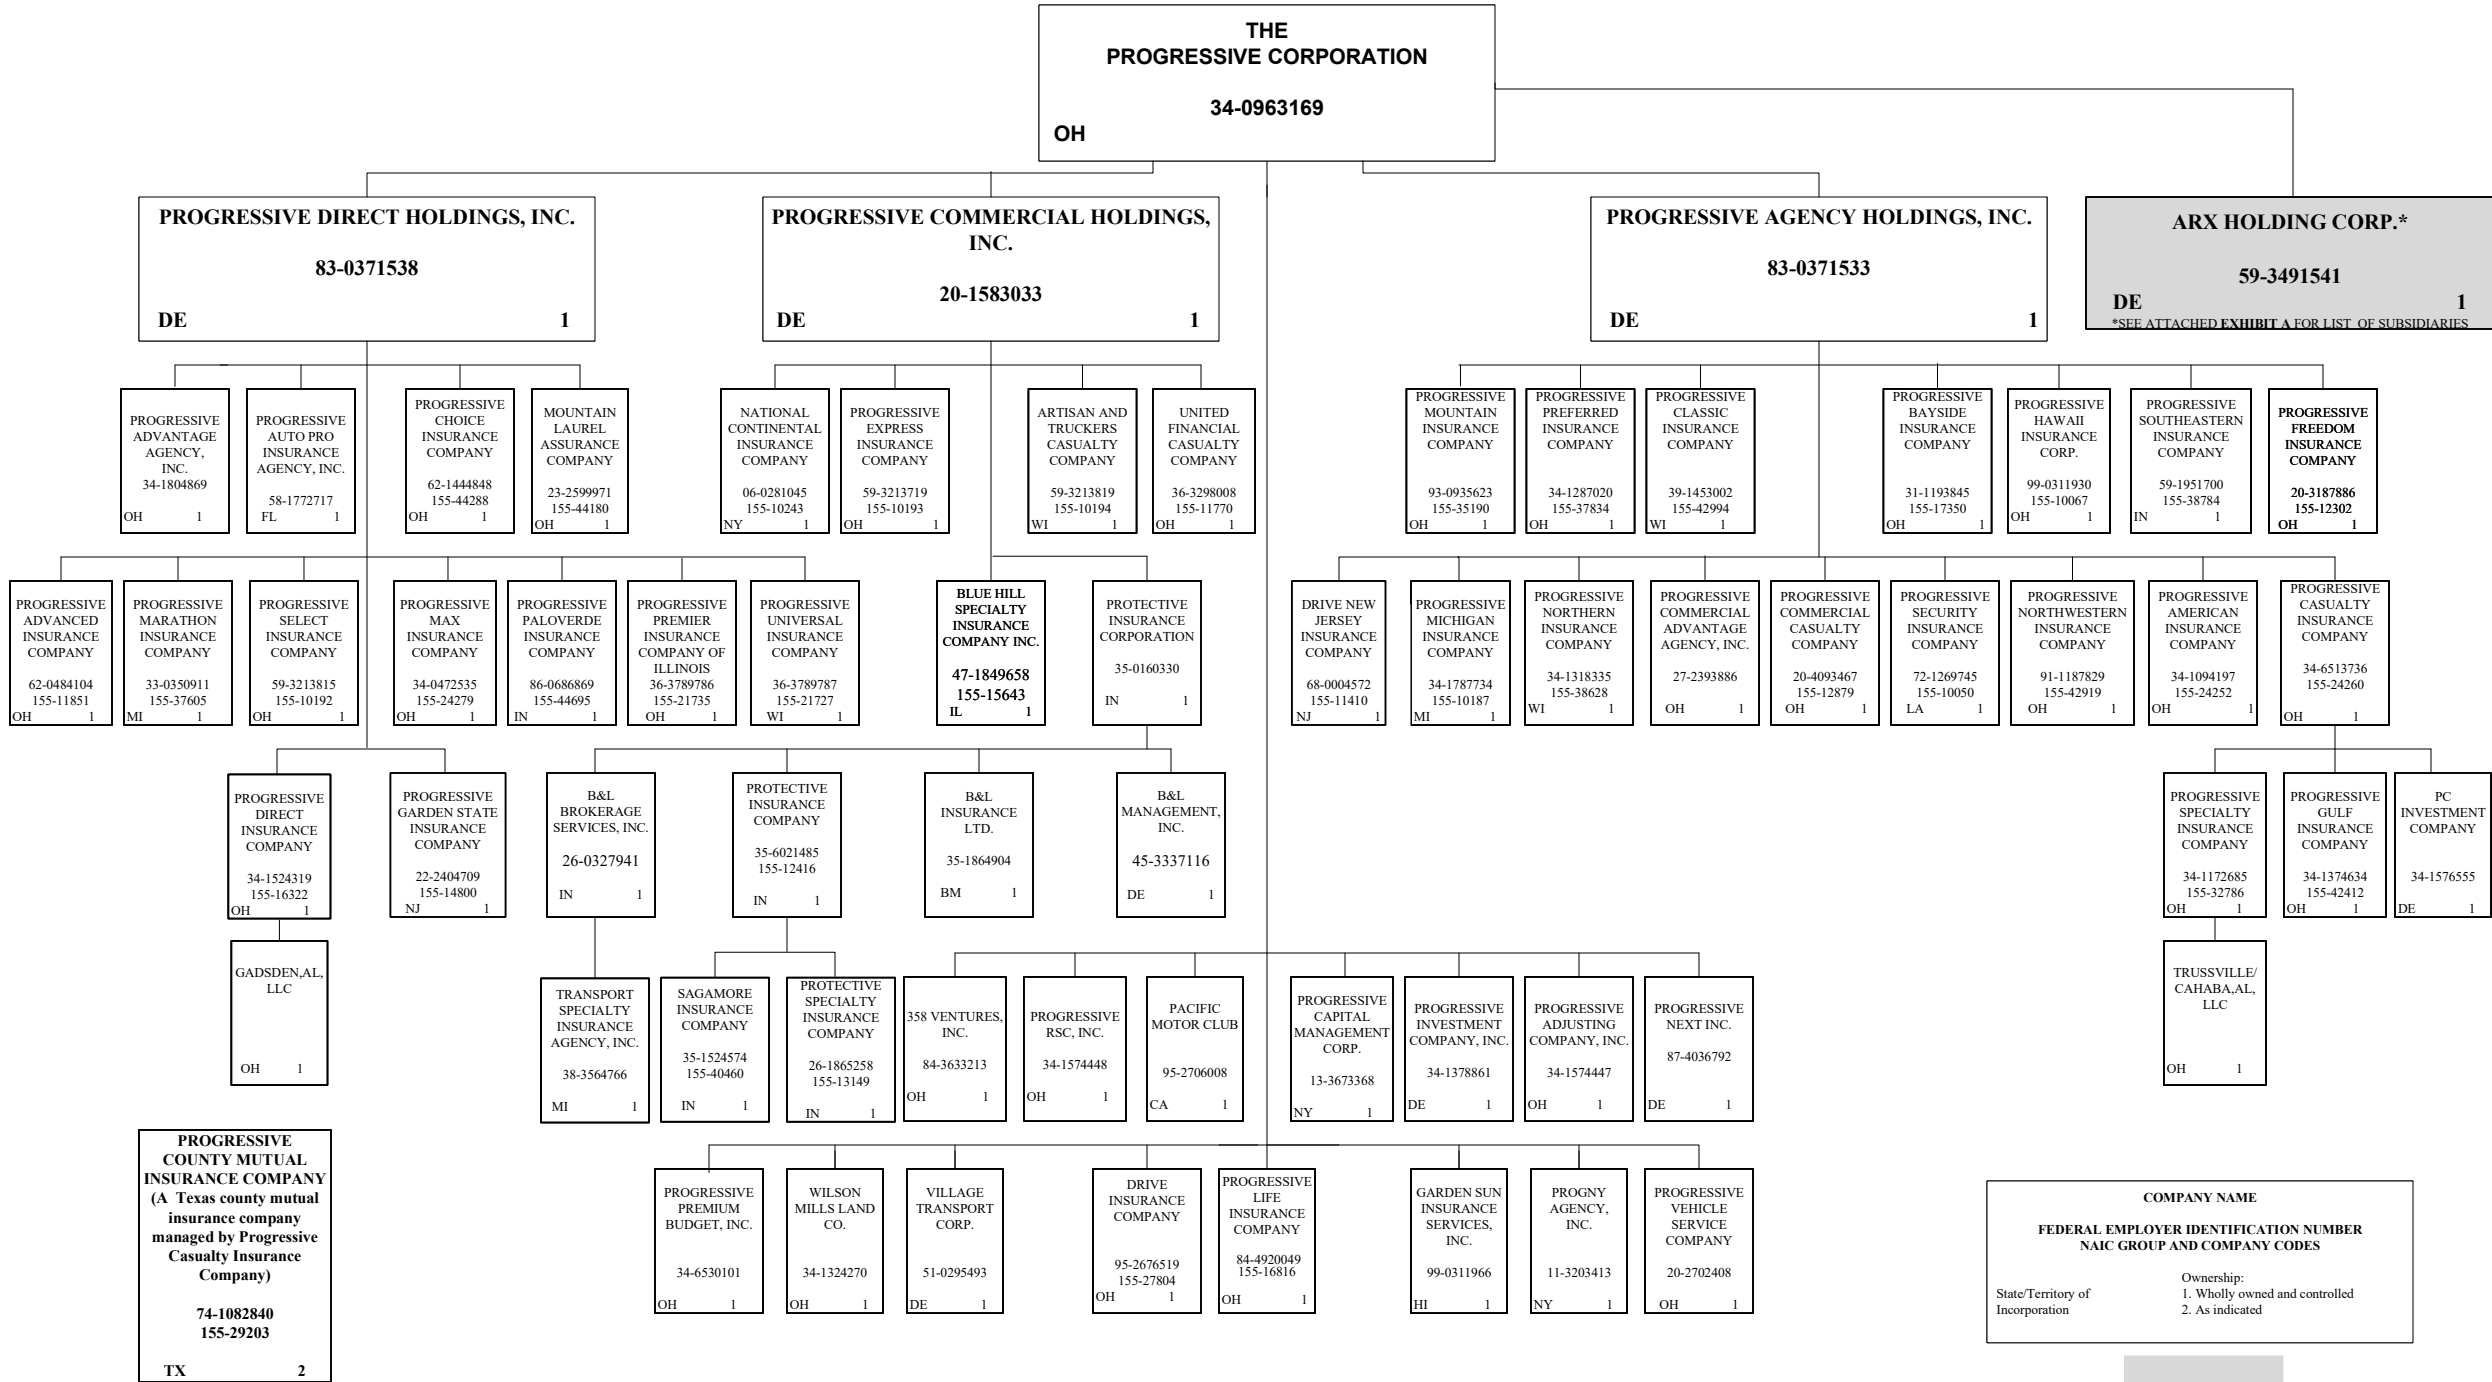 THE
PROGRESSIVE CORPORATION
34-0963169
OH
PROGRESSIVE DIRECT HOLDINGS, INC.
83-0371538
DE 1
PROGRESSIVE COMMERCIAL HOLDINGS,
INC.
20-1583033
DE 1
PROGRESSIVE AGENCY HOLDINGS, INC.
83-0371533
DE 1
ARX HOLDING CORP.*
59-3491541
DE 1
*SEE ATTACHED EXHIBIT A FOR LIST OF SUBSIDIARIES
PROGRESSIVE
ADVANTAGE
AGENCY,
INC.
34-1804869
OH 1
PROGRESSIVE
AUTO PRO
INSURANCE
AGENCY, INC.
58-1772717
FL 1
PROGRESSIVE
CHOICE
INSURANCE
COMPANY
62-1444848
155-44288
OH 1
MOUNTAIN
LAUREL
ASSURANCE
COMPANY
23-2599971
155-44180
OH 1
NATIONAL
CONTINENTAL
INSURANCE
COMPANY
06-0281045
155-10243
NY 1
PROGRESSIVE
EXPRESS
INSURANCE
COMPANY
59-3213719
155-10193
OH 1
ARTISAN AND
TRUCKERS
CASUALTY
COMPANY
59-3213819
155-10194
WI 1
UNITED
FINANCIAL
CASUALTY
COMPANY
36-3298008
155-11770
OH 1
PROGRESSIVE
MOUNTAIN
INSURANCE
COMPANY
93-0935623
155-35190
OH 1
PROGRESSIVE
PREFERRED
INSURANCE
COMPANY
34-1287020
155-37834
OH 1
PROGRESSIVE
CLASSIC
INSURANCE
COMPANY
39-1453002
155-42994
WI 1
PROGRESSIVE
BAYSIDE
INSURANCE
COMPANY
31-1193845
155-17350
OH 1
PROGRESSIVE
HAWAII
INSURANCE
CORP.
99-0311930
155-10067
OH 1
PROGRESSIVE
SOUTHEASTERN
INSURANCE
COMPANY
59-1951700
155-38784
IN 1
PROGRESSIVE
FREEDOM
INSURANCE
COMPANY
20-3187886
155-12302
OH 1
PROGRESSIVE
ADVANCED
INSURANCE
COMPANY
62-0484104
155-11851
OH 1
PROGRESSIVE
MARATHON
INSURANCE
COMPANY
33-0350911
155-37605
MI 1
PROGRESSIVE
SELECT
INSURANCE
COMPANY
59-3213815
155-10192
OH 1
PROGRESSIVE
MAX
INSURANCE
COMPANY
34-0472535
155-24279
OH 1
PROGRESSIVE
PALOVERDE
INSURANCE
COMPANY
86-0686869
155-44695
IN 1
PROGRESSIVE
PREMIER
INSURANCE
COMPANY OF
ILLINOIS
36-3789786
155-21735
OH 1
PROGRESSIVE
UNIVERSAL
INSURANCE
COMPANY
36-3789787
155-21727
WI 1
BLUE HILL
SPECIALTY
INSURANCE
COMPANY INC.
47-1849658
155-15643
IL 1
PROTECTIVE
INSURANCE
CORPORATION
35-0160330
IN 1
DRIVE NEW
JERSEY
INSURANCE
COMPANY
68-0004572
155-11410
NJ 1
PROGRESSIVE
MICHIGAN
INSURANCE
COMPANY
34-1787734
155-10187
MI 1
PROGRESSIVE
NORTHERN
INSURANCE
COMPANY
34-1318335
155-38628
WI 1
PROGRESSIVE
COMMERCIAL
ADVANTAGE
AGENCY, INC.
27-2393886
OH 1
PROGRESSIVE
COMMERCIAL
CASUALTY
COMPANY
20-4093467
155-12879
OH 1
PROGRESSIVE
SECURITY
INSURANCE
COMPANY
72-1269745
155-10050
LA 1
PROGRESSIVE
NORTHWESTERN
INSURANCE
COMPANY
91-1187829
155-42919
OH 1
PROGRESSIVE
AMERICAN
INSURANCE
COMPANY
34-1094197
155-24252
OH 1
PROGRESSIVE
CASUALTY
INSURANCE
COMPANY
34-6513736
155-24260
OH 1
PROGRESSIVE
DIRECT
INSURANCE
COMPANY
34-1524319
155-16322
OH 1
PROGRESSIVE
GARDEN STATE
INSURANCE
COMPANY
22-2404709
155-14800
NJ 1
B&L
BROKERAGE
SERVICES, INC.
26-0327941
IN 1
PROTECTIVE
INSURANCE
COMPANY
35-6021485
155-12416
IN 1
B&L
INSURANCE
LTD.
35-1864904
BM 1
B&L
MANAGEMENT,
INC.
45-3337116
DE 1
PROGRESSIVE
SPECIALTY
INSURANCE
COMPANY
34-1172685
155-32786
OH 1
PROGRESSIVE
GULF
INSURANCE
COMPANY
34-1374634
155-42412
OH 1
PC
INVESTMENT
COMPANY
34-1576555
DE 1
GADSDEN,AL,
LLC
OH 1
TRANSPORT
SPECIALTY
INSURANCE
AGENCY, INC.
38-3564766
MI 1
SAGAMORE
INSURANCE
COMPANY
35-1524574
155-40460
IN 1
PROTECTIVE
SPECIALTY
INSURANCE
COMPANY
26-1865258
155-13149
IN 1
358 VENTURES,
INC.
84-3633213
OH 1
PROGRESSIVE
RSC, INC.
34-1574448
OH 1
PACIFIC
MOTOR CLUB
95-2706008
CA 1
PROGRESSIVE
CAPITAL
MANAGEMENT
CORP.
13-3673368
NY 1
PROGRESSIVE
INVESTMENT
COMPANY, INC.
34-1378861
DE 1
PROGRESSIVE
ADJUSTING
COMPANY, INC.
34-1574447
OH 1
PROGRESSIVE
NEXT INC.
87-4036792
DE 1
TRUSSVILLE/
CAHABA,AL,
LLC
OH 1
PROGRESSIVE
COUNTY MUTUAL
INSURANCE COMPANY
(A Texas county mutual
insurance company
managed by Progressive
Casualty Insurance
Company)
74-1082840
155-29203
TX 2
PROGRESSIVE
PREMIUM
BUDGET, INC.
34-6530101
OH 1
WILSON
MILLS LAND
CO.
34-1324270
OH 1
VILLAGE
TRANSPORT
CORP.
51-0295493
DE 1
DRIVE
INSURANCE
COMPANY
95-2676519
155-27804
OH 1
PROGRESSIVE
LIFE
INSURANCE
COMPANY
84-4920049
155-16816
OH 1
GARDEN SUN
INSURANCE
SERVICES,
INC.
99-0311966
HI 1
PROGNY
AGENCY,
INC.
11-3203413
NY 1
PROGRESSIVE
VEHICLE
SERVICE
COMPANY
20-2702408
OH 1
COMPANY NAME
FEDERAL EMPLOYER IDENTIFICATION NUMBER
NAIC GROUP AND COMPANY CODES
State/Territory of
Incorporation
Ownership:
1. Wholly owned and controlled
2. As indicated